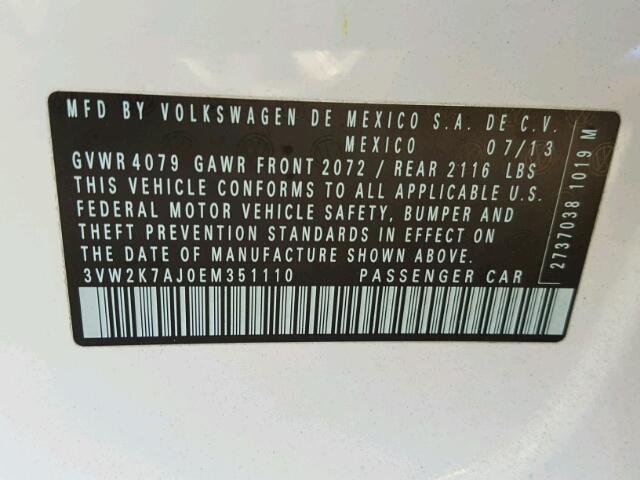 MFD BY VOLKSWAGEN DE MEXICO S.A. DE C.V.
MEXICO 07/13
GVWR 4079 GAWR FRONT 2072 / REAR 2116 LBS
THIS VEHICLE CONFORMS TO ALL APPLICABLE U.S.
FEDERAL MOTOR VEHICLE SAFETY, BUMPER AND
THEFT PREVENTION STANDARDS IN EFFECT ON
THE DATE OF MANUFACTURE SHOWN ABOVE.
3VW2K7AJ0EM351110 PASSENGER CAR
2737038 1019 M